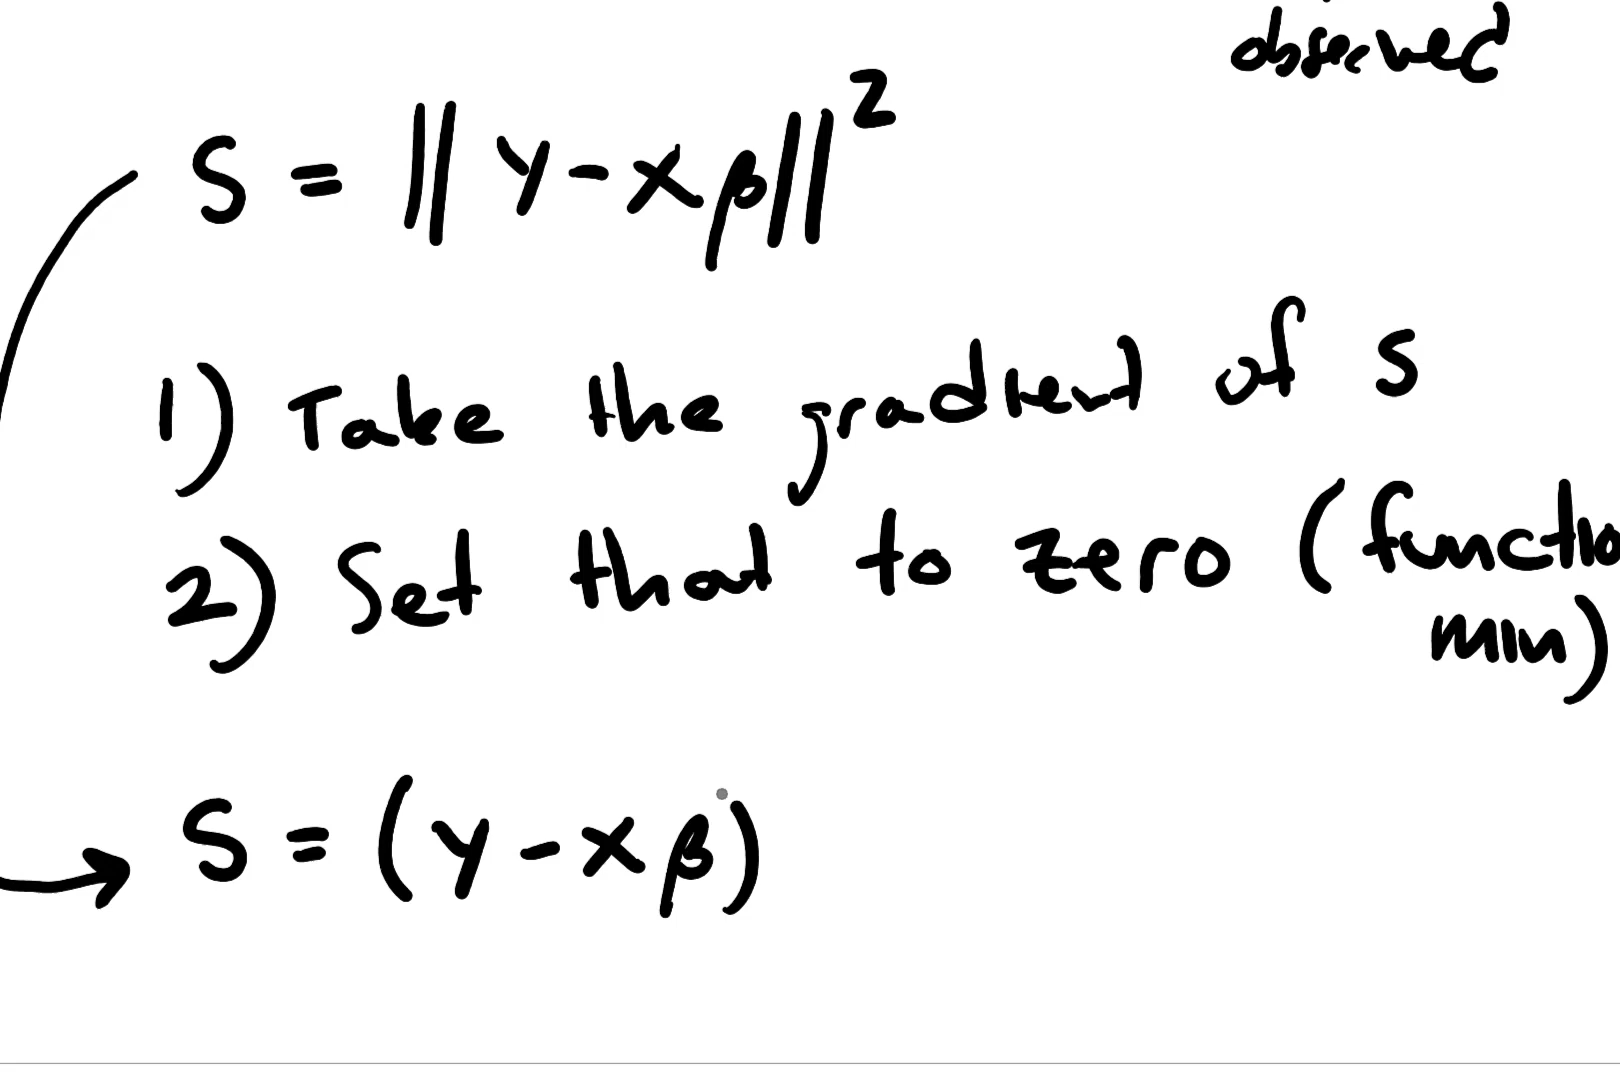 observed
S = || Y - Xβ ||²
1) Take the gradient of S
2) Set that to zero (functio
min)
S = (Y - Xβ)